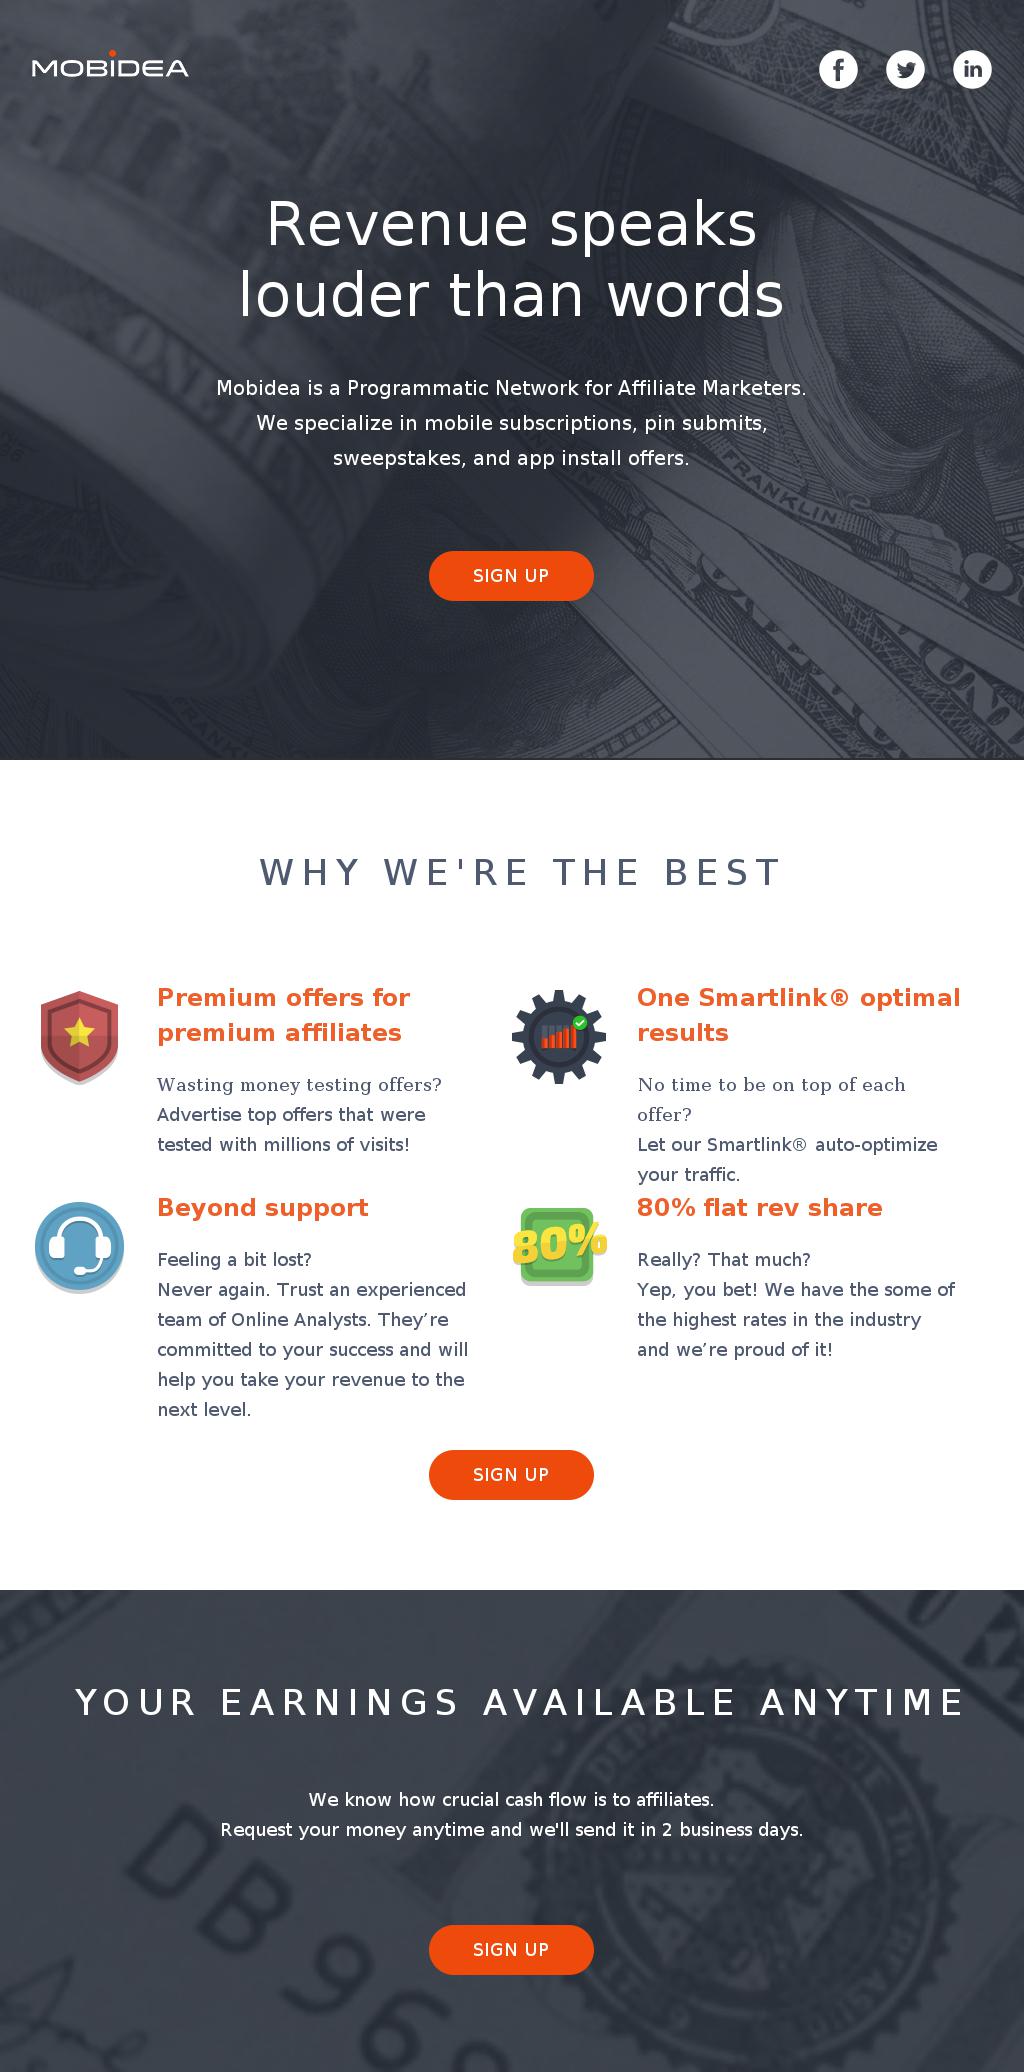 MOBIDEA
Revenue speaks
louder than words
Mobidea is a Programmatic Network for Affiliate Marketers.
We specialize in mobile subscriptions, pin submits,
sweepstakes, and app install offers.
FRANKLIN
SIGN UP
WHY WE'RE THE BEST
Premium offers for
premium affiliates
Wasting money testing offers?
Advertise top offers that were
tested with millions of visits!
One Smartlink® optimal
results
No time to be on top of each
offer?
Let our Smartlink® auto-optimize
your traffic.
Beyond support
Feeling a bit lost?
Never again. Trust an experienced
team of Online Analysts. They’re
committed to your success and will
help you take your revenue to the
next level.
80%
80% flat rev share
Really? That much?
Yep, you bet! We have the some of
the highest rates in the industry
and we’re proud of it!
SIGN UP
YOUR EARNINGS AVAILABLE ANYTIME
We know how crucial cash flow is to affiliates.
Request your money anytime and we'll send it in 2 business days.
DB 969
SIGN UP